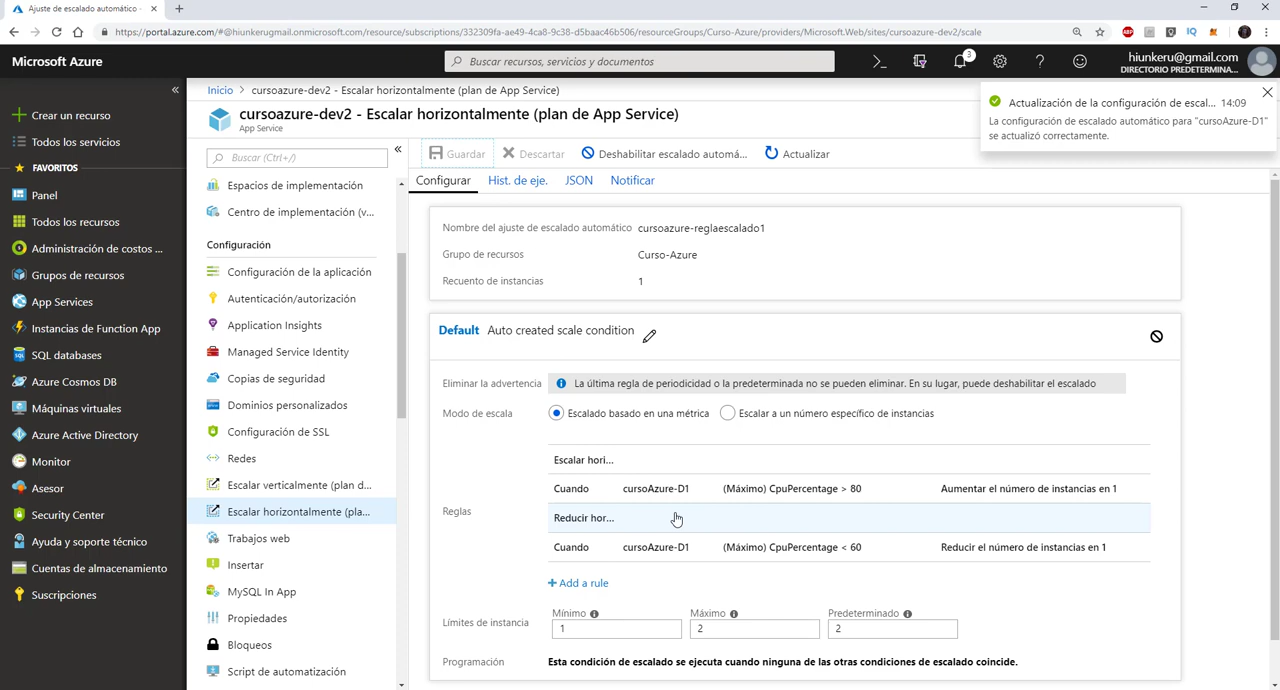 Ajuste de escalado automático -
https://portal.azure.com/#@hiunkerugmail.onmicrosoft.com/resource/subscriptions/332309fa-ae49-4ca8-9c38-d5baac46b506/resourceGroups/Curso-Azure/providers/Microsoft.Web/sites/cursoazure-dev2/scale
ABP
IQ
Microsoft Azure
Buscar recursos, servicios y documentos
3
hiunkeru@gmail.com
DIRECTORIO PREDETERMINA...
Crear un recurso
Todos los servicios
FAVORITOS
Panel
Todos los recursos
Administración de costos ...
Grupos de recursos
App Services
Instancias de Function App
SQL databases
Azure Cosmos DB
Máquinas virtuales
Azure Active Directory
Monitor
Asesor
Security Center
Ayuda y soporte técnico
Cuentas de almacenamiento
Suscripciones
Inicio
cursoazure-dev2 - Escalar horizontalmente (plan de App Service)
cursoazure-dev2 - Escalar horizontalmente (plan de App Service)
App Service
Actualización de la configuración de escal... 14:09
La configuración de escalado automático para "cursoAzure-D1"
se actualizó correctamente.
Buscar (Ctrl+/)
Espacios de implementación
Centro de implementación (v...
Configuración
Configuración de la aplicación
Autenticación/autorización
Application Insights
Managed Service Identity
Copias de seguridad
Dominios personalizados
Configuración de SSL
Redes
Escalar verticalmente (plan d...
Escalar horizontalmente (pla...
Trabajos web
Insertar
MySQL In App
Propiedades
Bloqueos
Script de automatización
Guardar
Descartar
Deshabilitar escalado automá...
Actualizar
Configurar
Hist. de eje.
JSON
Notificar
Nombre del ajuste de escalado automático cursoazure-reglaescalado1
Grupo de recursos Curso-Azure
Recuento de instancias 1
Default Auto created scale condition
Eliminar la advertencia La última regla de periodicidad o la predeterminada no se pueden eliminar. En su lugar, puede deshabilitar el escalado
Modo de escala Escalado basado en una métrica Escalar a un número específico de instancias
Reglas
Escalar hori...
Cuando cursoAzure-D1 (Máximo) CpuPercentage > 80 Aumentar el número de instancias en 1
Reducir hor...
Cuando cursoAzure-D1 (Máximo) CpuPercentage < 60 Reducir el número de instancias en 1
Add a rule
Límites de instancia
Mínimo
1
Máximo
2
Predeterminado
2
Programación Esta condición de escalado se ejecuta cuando ninguna de las otras condiciones de escalado coincide.